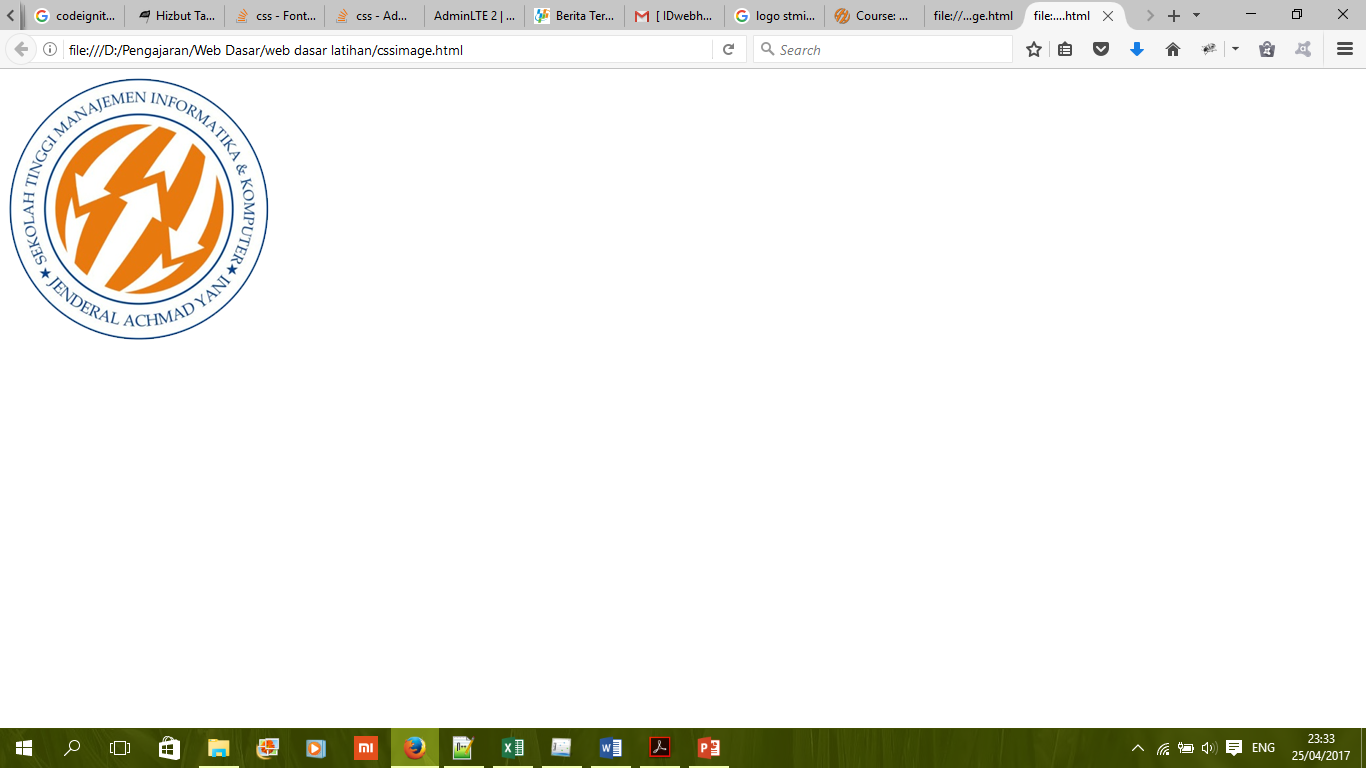 codeignit...
Hizbut Ta...
css - Font...
css - Ad...
AdminLTE 2 | ...
Berita Ter...
[ IDwebh...
logo stmi...
Course: ...
file://...ge.html
file:....html
file:///D:/Pengajaran/Web Dasar/web dasar latihan/cssimage.html
Search
SEKOLAH TINGGI MANAJEMEN INFORMATIKA & KOMPUTER
★ JENDERAL ACHMAD YANI ★
mi
ENG
23:33
25/04/2017